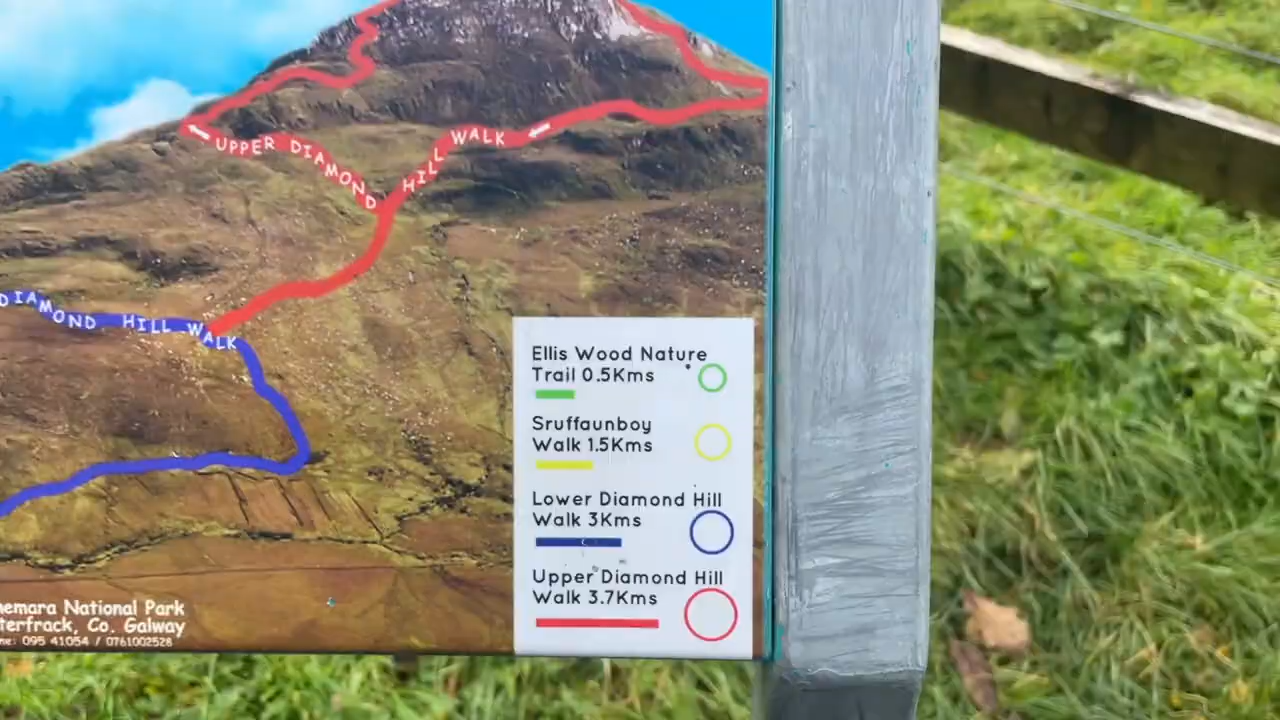 UPPER DIAMOND HILL WALK
DIAMOND HILL WALK
Ellis Wood Nature
Trail 0.5Kms
Sruffaunboy
Walk 1.5Kms
Lower Diamond Hill
Walk 3Kms
Upper Diamond Hill
Walk 3.7Kms
nemara National Park
terfrack, Co. Galway
ne: 095 41054 / 0761002528